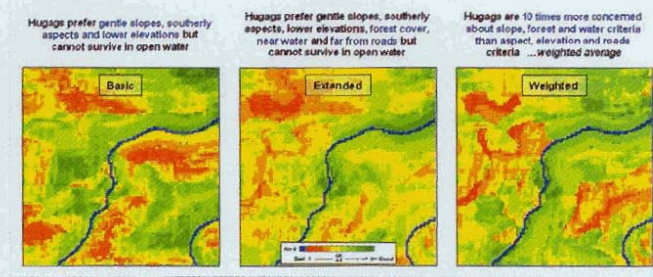 Hugags prefer gentle slopes, southerly
aspects and lower elevations but
cannot survive in open water
Basic
Hugags prefer gentle slopes, southerly
aspects, lower elevations, forest cover,
near water and far from roads but
cannot survive in open water
Extended
Hugags are 10 times more concerned
about slope, forest and water criteria
than aspect, elevation and roads
criteria ...weighted average
Weighted